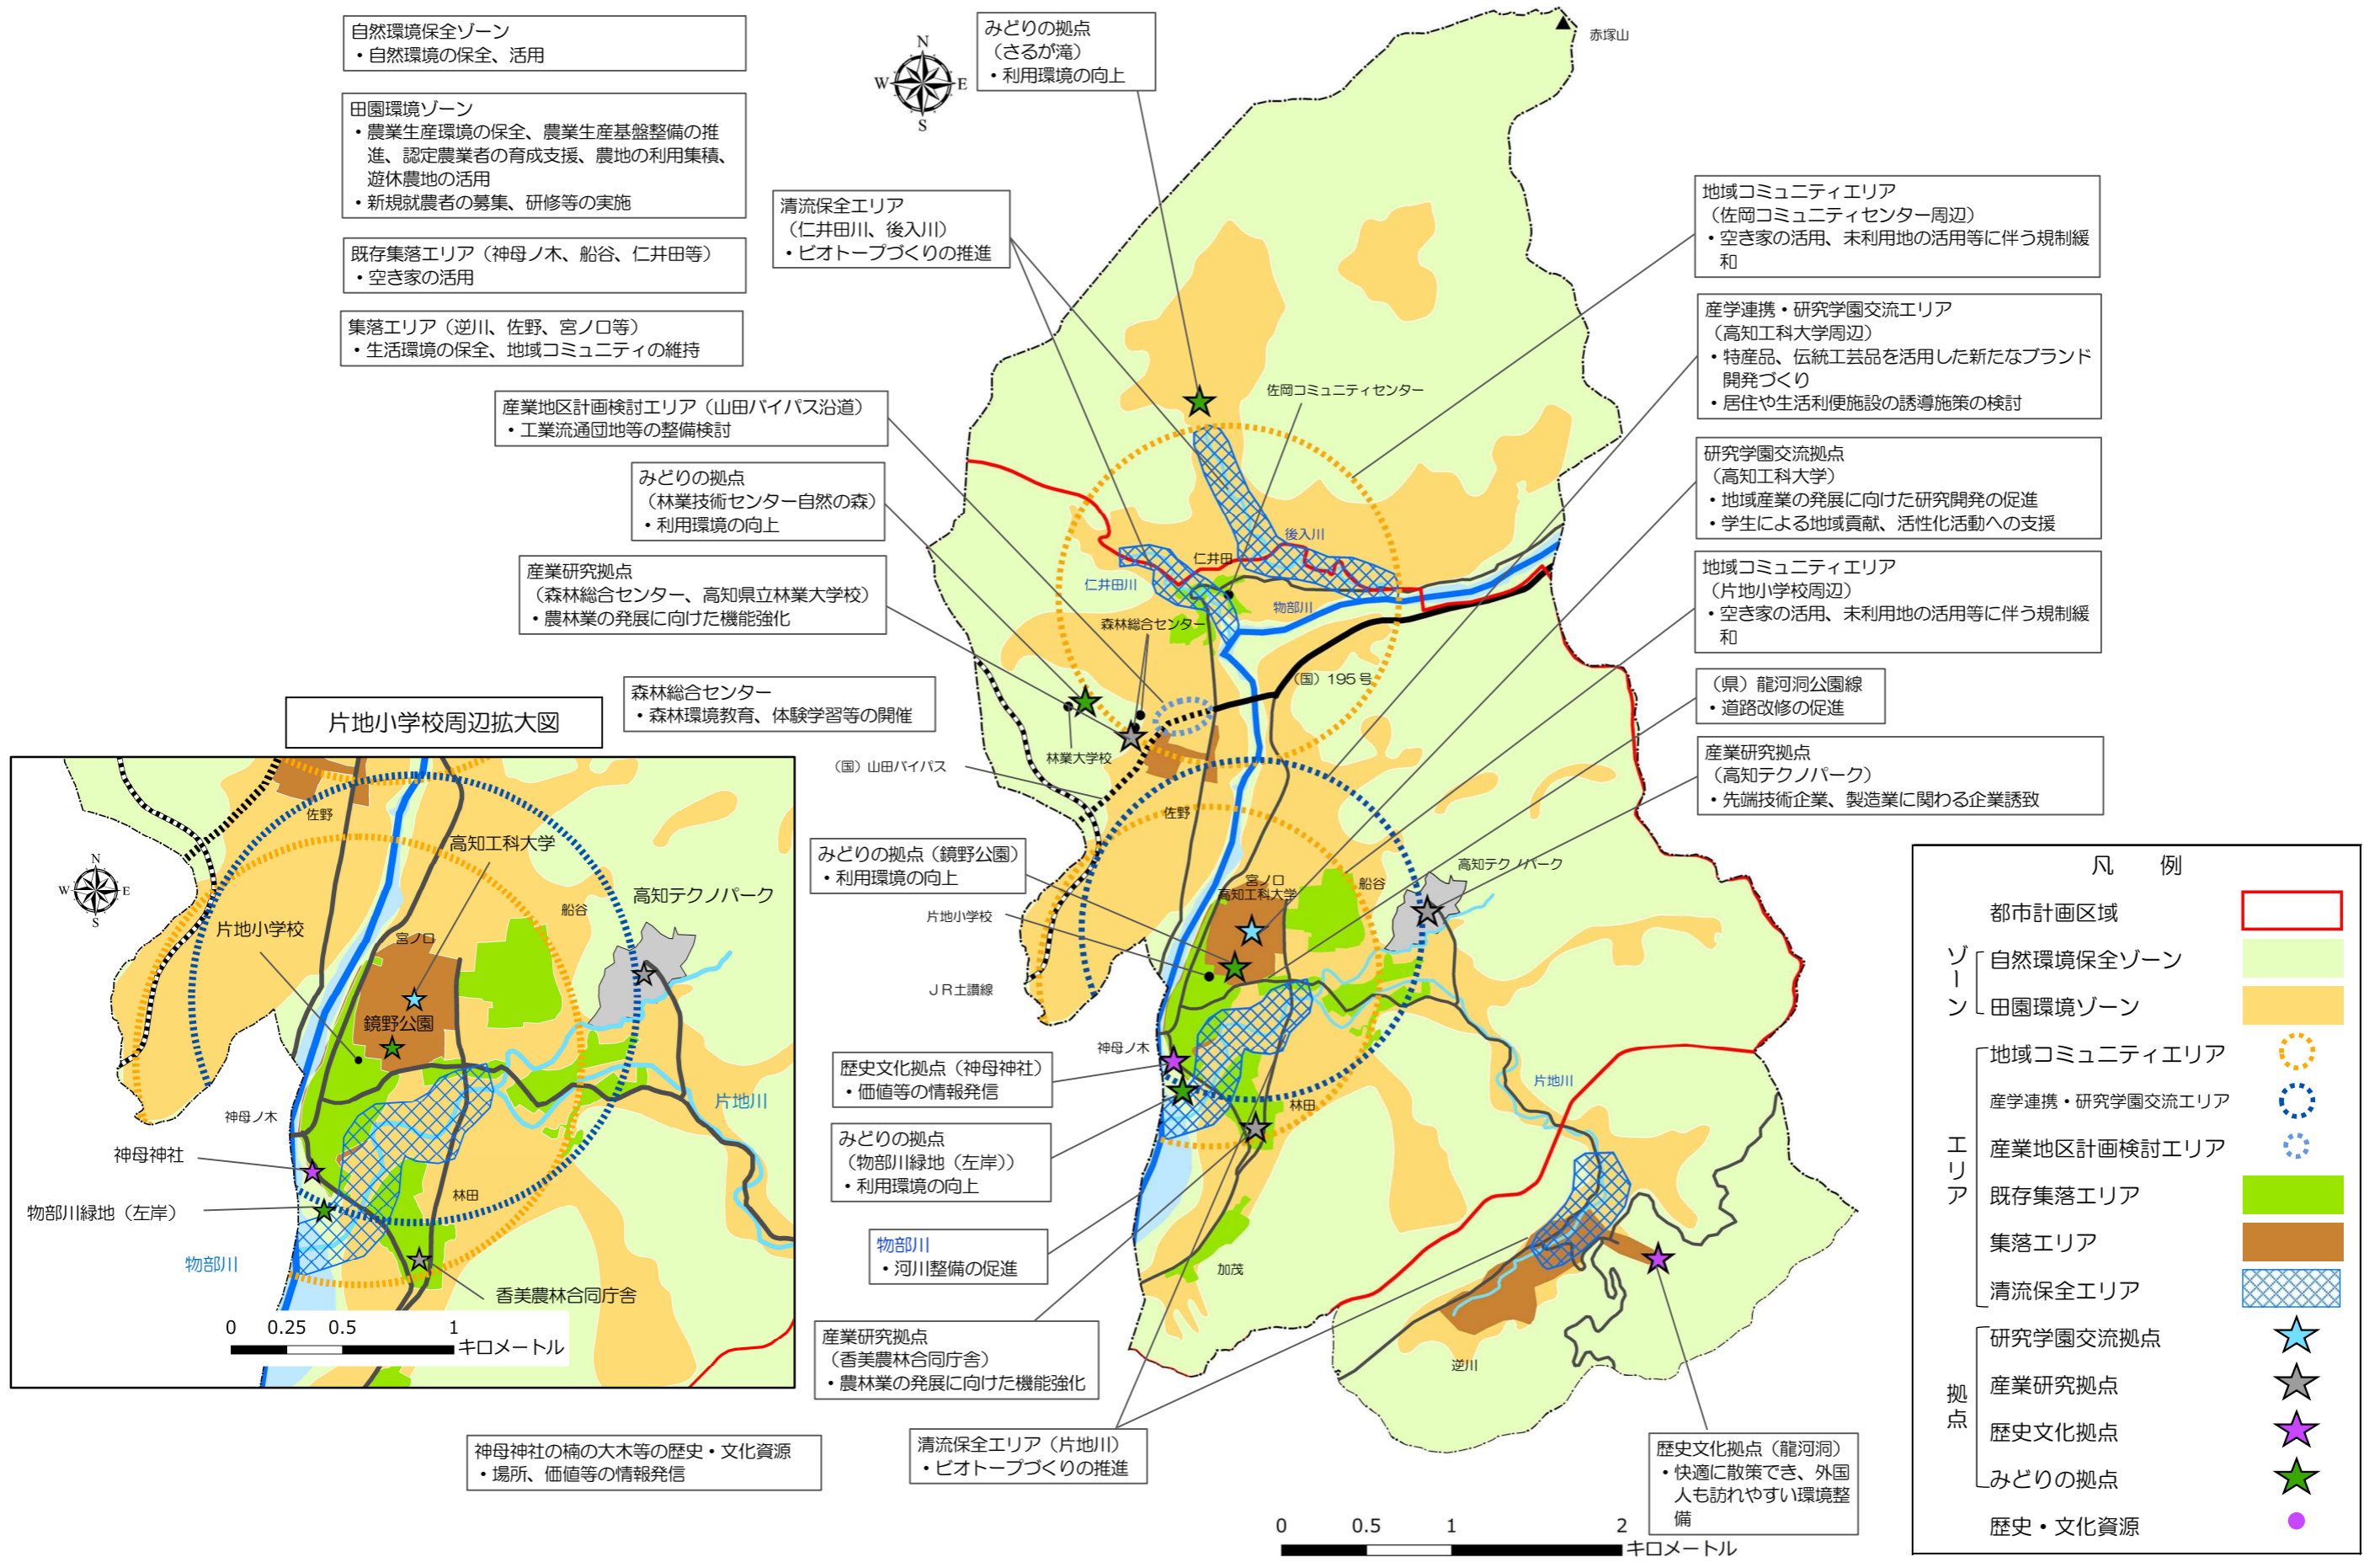 自然環境保全ゾーン
・自然環境の保全、活用
田園環境ゾーン
・農業生産環境の保全、農業生産基盤整備の推
進、認定農業者の育成支援、農地の利用集積、
遊休農地の活用
・新規就農者の募集、研修等の実施
既存集落エリア（神母ノ木、船谷、仁井田等）
・空き家の活用
集落エリア（逆川、佐野、宮ノ口等）
・生活環境の保全、地域コミュニティの維持
産業地区計画検討エリア（山田バイパス沿道）
・工業流通団地等の整備検討
みどりの拠点
（林業技術センター自然の森）
・利用環境の向上
産業研究拠点
（森林総合センター、高知県立林業大学校）
・農林業の発展に向けた機能強化
森林総合センター
・森林環境教育、体験学習等の開催
みどりの拠点
（さるが滝）
・利用環境の向上
清流保全エリア
（仁井田川、後入川）
・ビオトープづくりの推進
N
W
E
S
赤塚山
佐岡コミュニティセンター
後入川
仁井田
仁井田川
物部川
森林総合センター
（国）195号
林業大学校
（国）山田バイパス
佐野
みどりの拠点（鏡野公園）
・利用環境の向上
片地小学校
JR土讃線
宮ノ口
高知工科大学
船谷
高知テクノパーク
神母ノ木
歴史文化拠点（神母神社）
・価値等の情報発信
みどりの拠点
（物部川緑地（左岸））
・利用環境の向上
物部川
・河川整備の促進
産業研究拠点
（香美農林合同庁舎）
・農林業の発展に向けた機能強化
清流保全エリア（片地川）
・ビオトープづくりの推進
林田
片地川
加茂
逆川
歴史文化拠点（龍河洞）
・快適に散策でき、外国
人も訪れやすい環境整
備
0
0.5
1
2
キロメートル
地域コミュニティエリア
（佐岡コミュニティセンター周辺）
・空き家の活用、未利用地の活用等に伴う規制緩
和
産学連携・研究学園交流エリア
（高知工科大学周辺）
・特産品、伝統工芸品を活用した新たなブランド
開発づくり
・居住や生活利便施設の誘導施策の検討
研究学園交流拠点
（高知工科大学）
・地域産業の発展に向けた研究開発の促進
・学生による地域貢献、活性化活動への支援
地域コミュニティエリア
（片地小学校周辺）
・空き家の活用、未利用地の活用等に伴う規制緩
和
（県）龍河洞公園線
・道路改修の促進
産業研究拠点
（高知テクノパーク）
・先端技術企業、製造業に関わる企業誘致
片地小学校周辺拡大図
N
W
E
S
佐野
高知工科大学
高知テクノパーク
船谷
片地小学校
宮ノ口
鏡野公園
片地川
神母ノ木
神母神社
林田
物部川緑地（左岸）
物部川
香美農林合同庁舎
0
0.25
0.5
1
キロメートル
神母神社の楠の大木等の歴史・文化資源
・場所、価値等の情報発信
凡　例
都市計画区域
ゾーン
自然環境保全ゾーン
田園環境ゾーン
エリア
地域コミュニティエリア
産学連携・研究学園交流エリア
産業地区計画検討エリア
既存集落エリア
集落エリア
清流保全エリア
拠点
研究学園交流拠点
産業研究拠点
歴史文化拠点
みどりの拠点
歴史・文化資源